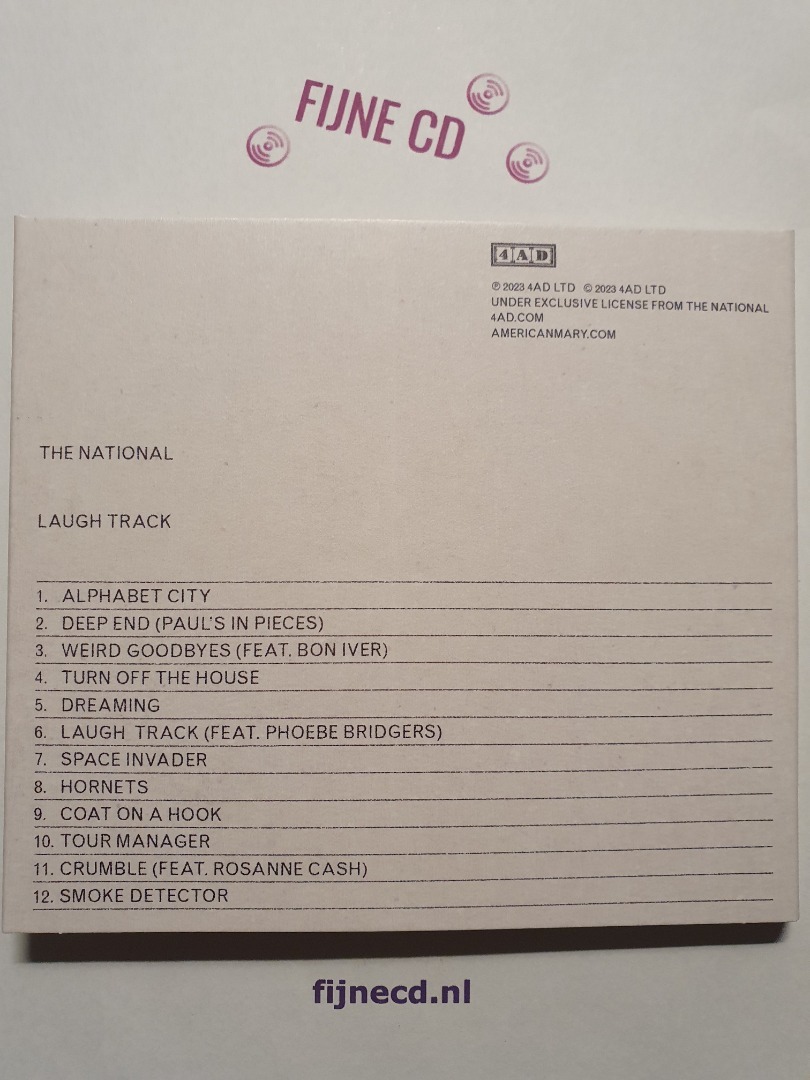 FIJNE CD
4AD
℗ 2023 4AD LTD © 2023 4AD LTD
UNDER EXCLUSIVE LICENSE FROM THE NATIONAL
4AD.COM
AMERICANMARY.COM
THE NATIONAL
LAUGH TRACK
1. ALPHABET CITY
2. DEEP END (PAUL'S IN PIECES)
3. WEIRD GOODBYES (FEAT. BON IVER)
4. TURN OFF THE HOUSE
5. DREAMING
6. LAUGH TRACK (FEAT. PHOEBE BRIDGERS)
7. SPACE INVADER
8. HORNETS
9. COAT ON A HOOK
10. TOUR MANAGER
11. CRUMBLE (FEAT. ROSANNE CASH)
12. SMOKE DETECTOR
fijnecd.nl